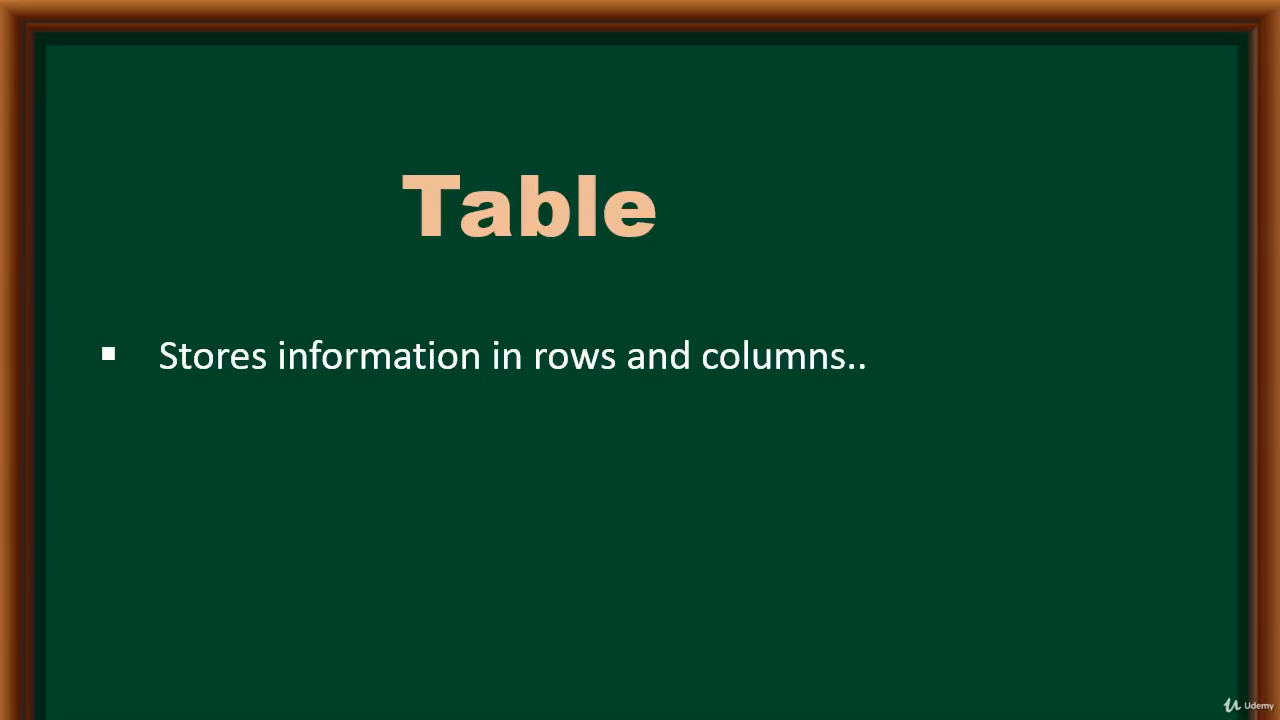 Table
▪ Stores information in rows and columns..
Udemy